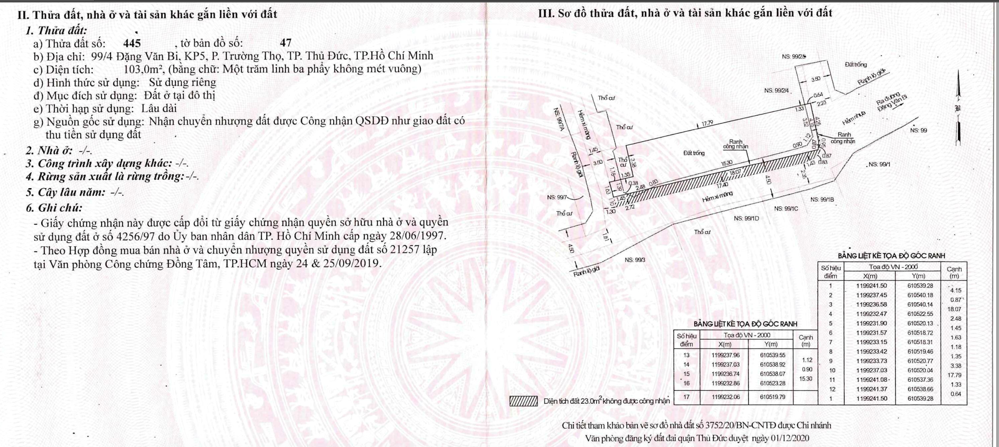 II. Thửa đất, nhà ở và tài sản khác gắn liền với đất
1. Thửa đất:
a) Thửa đất số: 445 , tờ bản đồ số: 47
b) Địa chỉ: 99/4 Đặng Văn Bi, KP5, P. Trường Thọ, TP. Thủ Đức, TP.Hồ Chí Minh
c) Diện tích: 103,0m², (bằng chữ: Một trăm linh ba phẩy không mét vuông)
d) Hình thức sử dụng: Sử dụng riêng
đ) Mục đích sử dụng: Đất ở tại đô thị
e) Thời hạn sử dụng: Lâu dài
g) Nguồn gốc sử dụng: Nhận chuyển nhượng đất được Công nhận QSDĐ như giao đất có
thu tiền sử dụng đất
2. Nhà ở: -/-.
3. Công trình xây dựng khác: -/-.
4. Rừng sản xuất là rừng trồng: -/-.
5. Cây lâu năm: -/-.
6. Ghi chú:
- Giấy chứng nhận này được cấp đổi từ giấy chứng nhận quyền sở hữu nhà ở và quyền
sử dụng đất ở số 4256/97 do Ủy ban nhân dân TP. Hồ Chí Minh cấp ngày 28/06/1997.
- Theo Hợp đồng mua bán nhà ở và chuyển nhượng quyền sử dụng đất số 21257 lập
tại Văn phòng Công chứng Đồng Tâm, TP.HCM ngày 24 & 25/09/2019.
III. Sơ đồ thửa đất, nhà ở và tài sản khác gắn liền với đất
Đất trống
3.50
Ranh lộ giới
NS: 99/2/4
0.64
2.23
1.33
Ra đường
Đặng Văn Bi
Hẻm nhựa
Thổ cư
NS: 99/7A
Hẻm xi măng
Thổ cư
17.79
3.52
4.15
4.25
1.12
NS: 99
Ranh
công nhận
Ranh
công nhận
0.90
0.87
0.95
1.45
3.50
Ranh lộ giới
Thổ
cư
3.38
Đất trống
15.30
0.87
0.83
1.43
NS: 99/1
1.18
1.35
18.07
2.35
0.38
0.83
2.48
1.39
1.63
17.40
4.50
NS: 99/7
1.45
1.10
Hẻm xi măng
NS: 99/1B
2.72
1.30
NS: 99/1C
Thổ cư
NS: 99/1D
Thổ cư
1.81
4.50
NS: 99/3
Ranh lộ giới
BẢNG LIỆT KÊ TỌA ĐỘ GÓC RANH
Số hiệu điểm Tọa độ VN - 2000 Cạnh (m)
X(m) Y(m)
1 1199241.50 610539.28
4.15
2 1199237.45 610540.18
0.87
3 1199236.58 610540.14
18.07
4 1199232.47 610522.55
2.48
5 1199231.90 610520.13
1.45
6 1199231.57 610518.72
1.63
7 1199233.15 610518.31
1.18
8 1199233.42 610519.46
1.35
9 1199233.73 610520.77
3.38
10 1199237.03 610520.04
17.79
11 1199241.08 610537.36
1.33
12 1199241.37 610538.66
0.64
1 1199241.50 610539.28
BẢNG LIỆT KÊ TỌA ĐỘ GÓC RANH
Số hiệu điểm Tọa độ VN - 2000 Cạnh (m)
X(m) Y(m)
13 1199237.96 610539.55
1.12
14 1199237.03 610538.92
0.90
15 1199236.74 610538.07
15.30
16 1199232.86 610523.28
17 1199232.06 610519.79
Diện tích đất 23.0m² không được công nhận
Chi tiết tham khảo bản vẽ sơ đồ nhà đất số 3752/20/BN-CNTĐ được Chi nhánh
Văn phòng đăng ký đất đai quận Thủ Đức duyệt ngày 01/12/2020